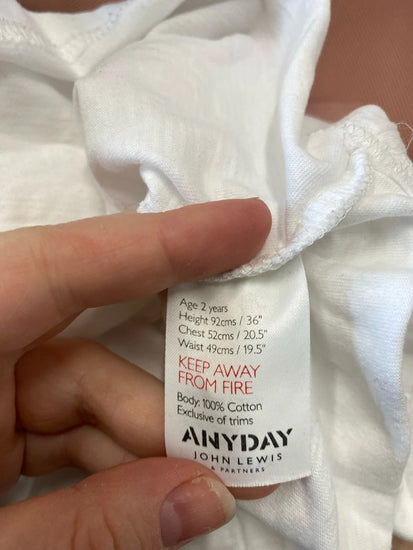 Age 2 years
Height 92cms / 36"
Chest 52cms / 20.5"
Waist 49cms / 19.5"
KEEP AWAY
FROM FIRE
Body: 100% Cotton
Exclusive of trims
ANYDAY
JOHN LEWIS
& PARTNERS